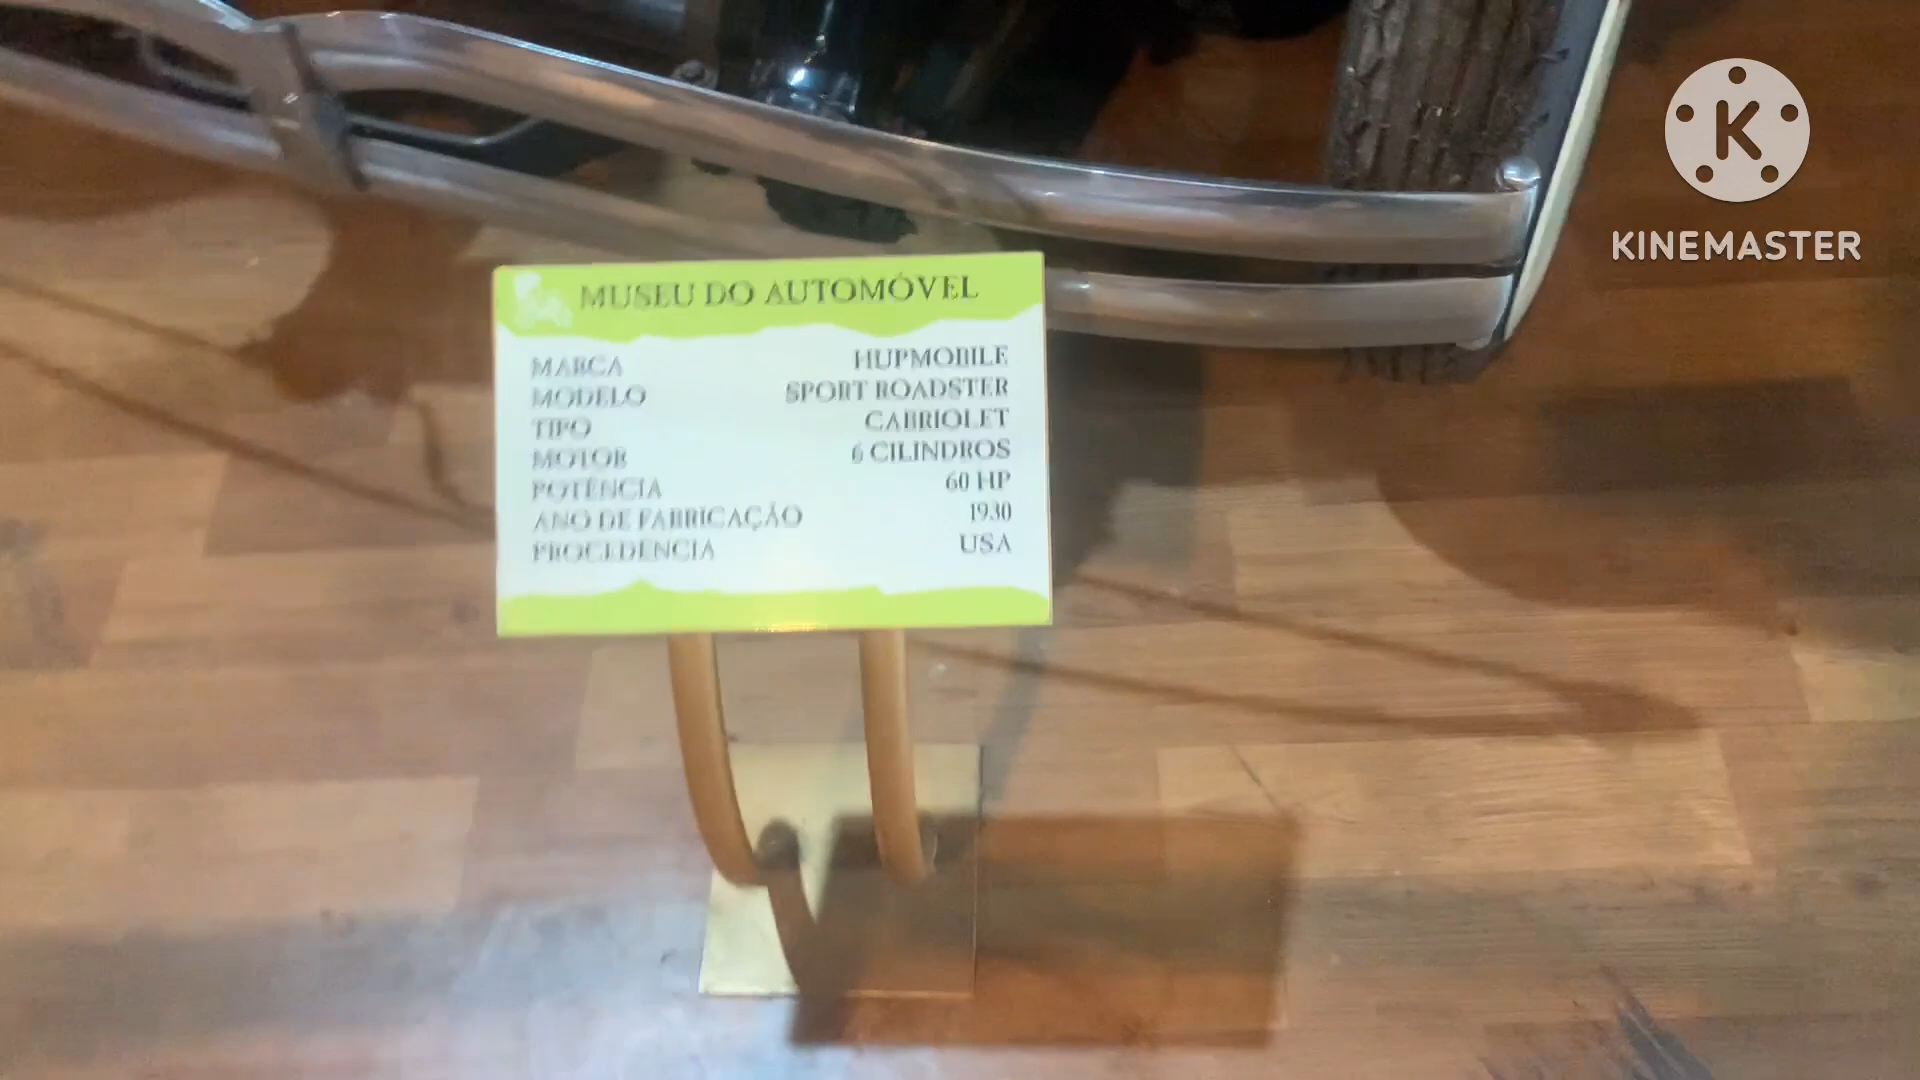 MUSEU DO AUTOMÓVEL
MARCA HUPMOBILE
MODELO SPORT ROADSTER
TIPO CABRIOLET
MOTOR 6 CILINDROS
POTÊNCIA 60 HP
ANO DE FABRICAÇÃO 1930
PROCEDÊNCIA USA
K
KINEMASTER